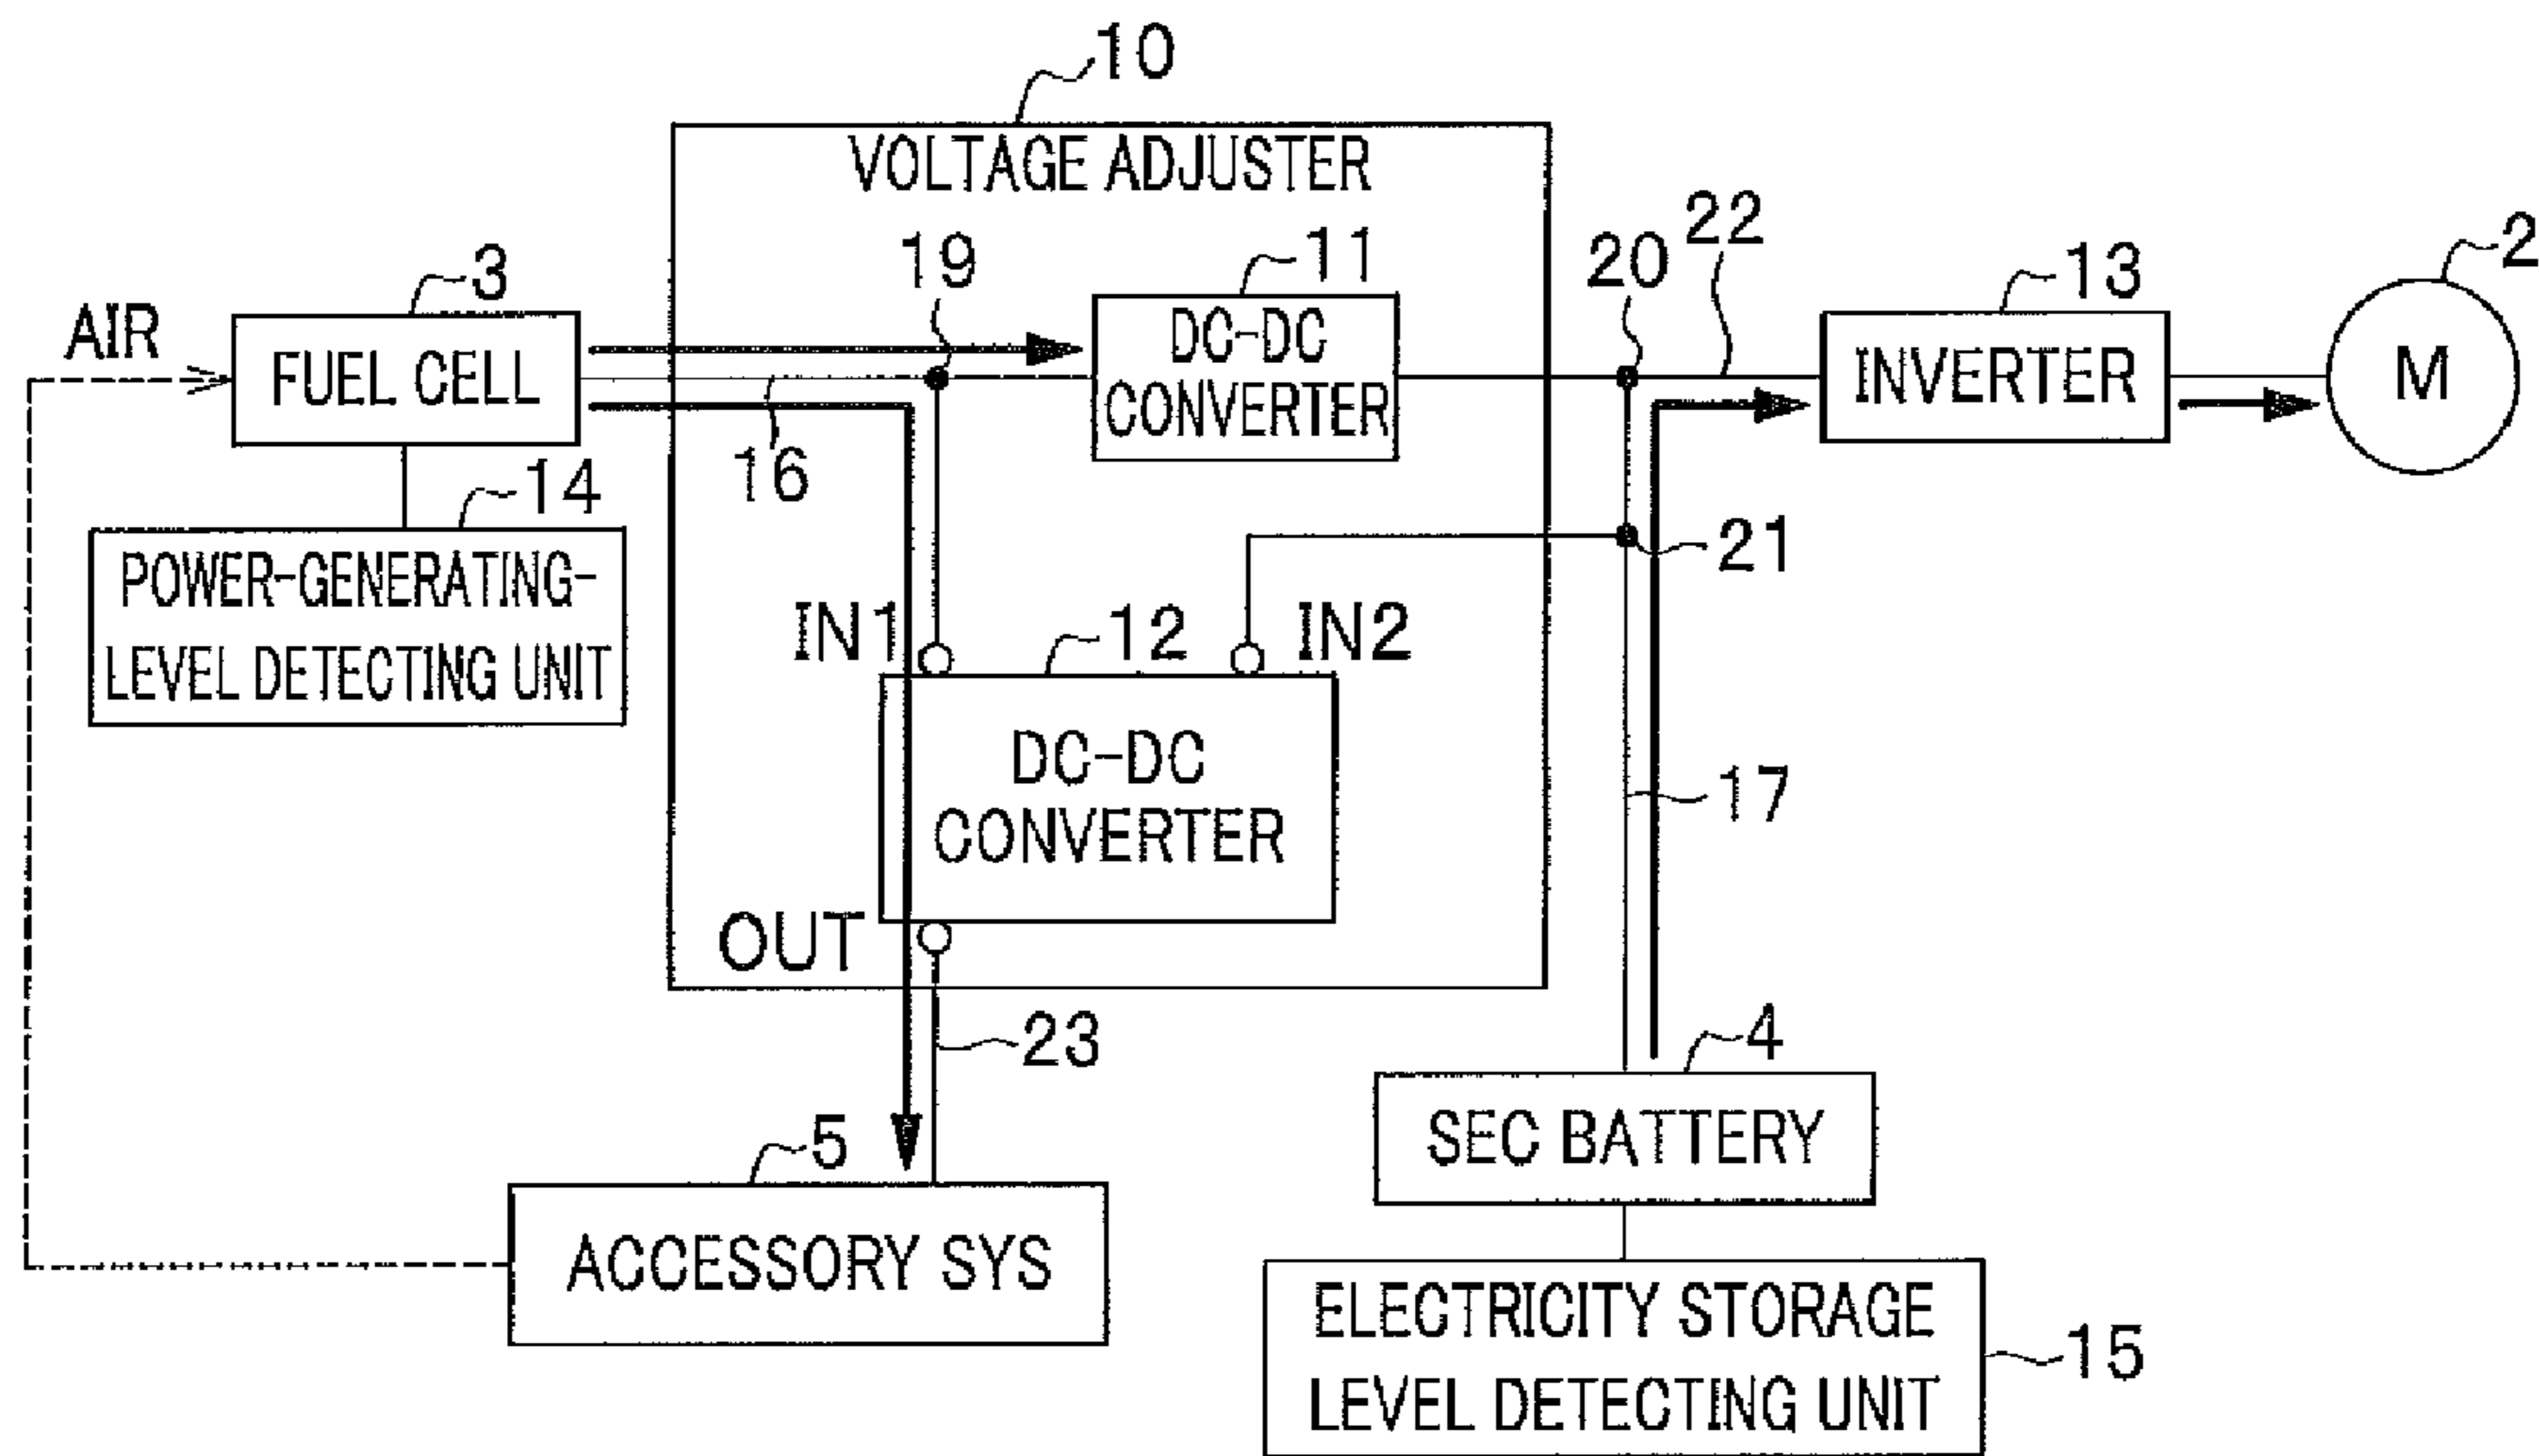 10
VOLTAGE ADJUSTER
19
11
20
22
13
2
3
AIR
FUEL CELL
DC-DC
CONVERTER
INVERTER
M
16
14
21
POWER-GENERATING-
LEVEL DETECTING UNIT
IN1
12
IN2
DC-DC
CONVERTER
17
OUT
23
4
5
SEC BATTERY
ACCESSORY SYS
ELECTRICITY STORAGE
LEVEL DETECTING UNIT
15